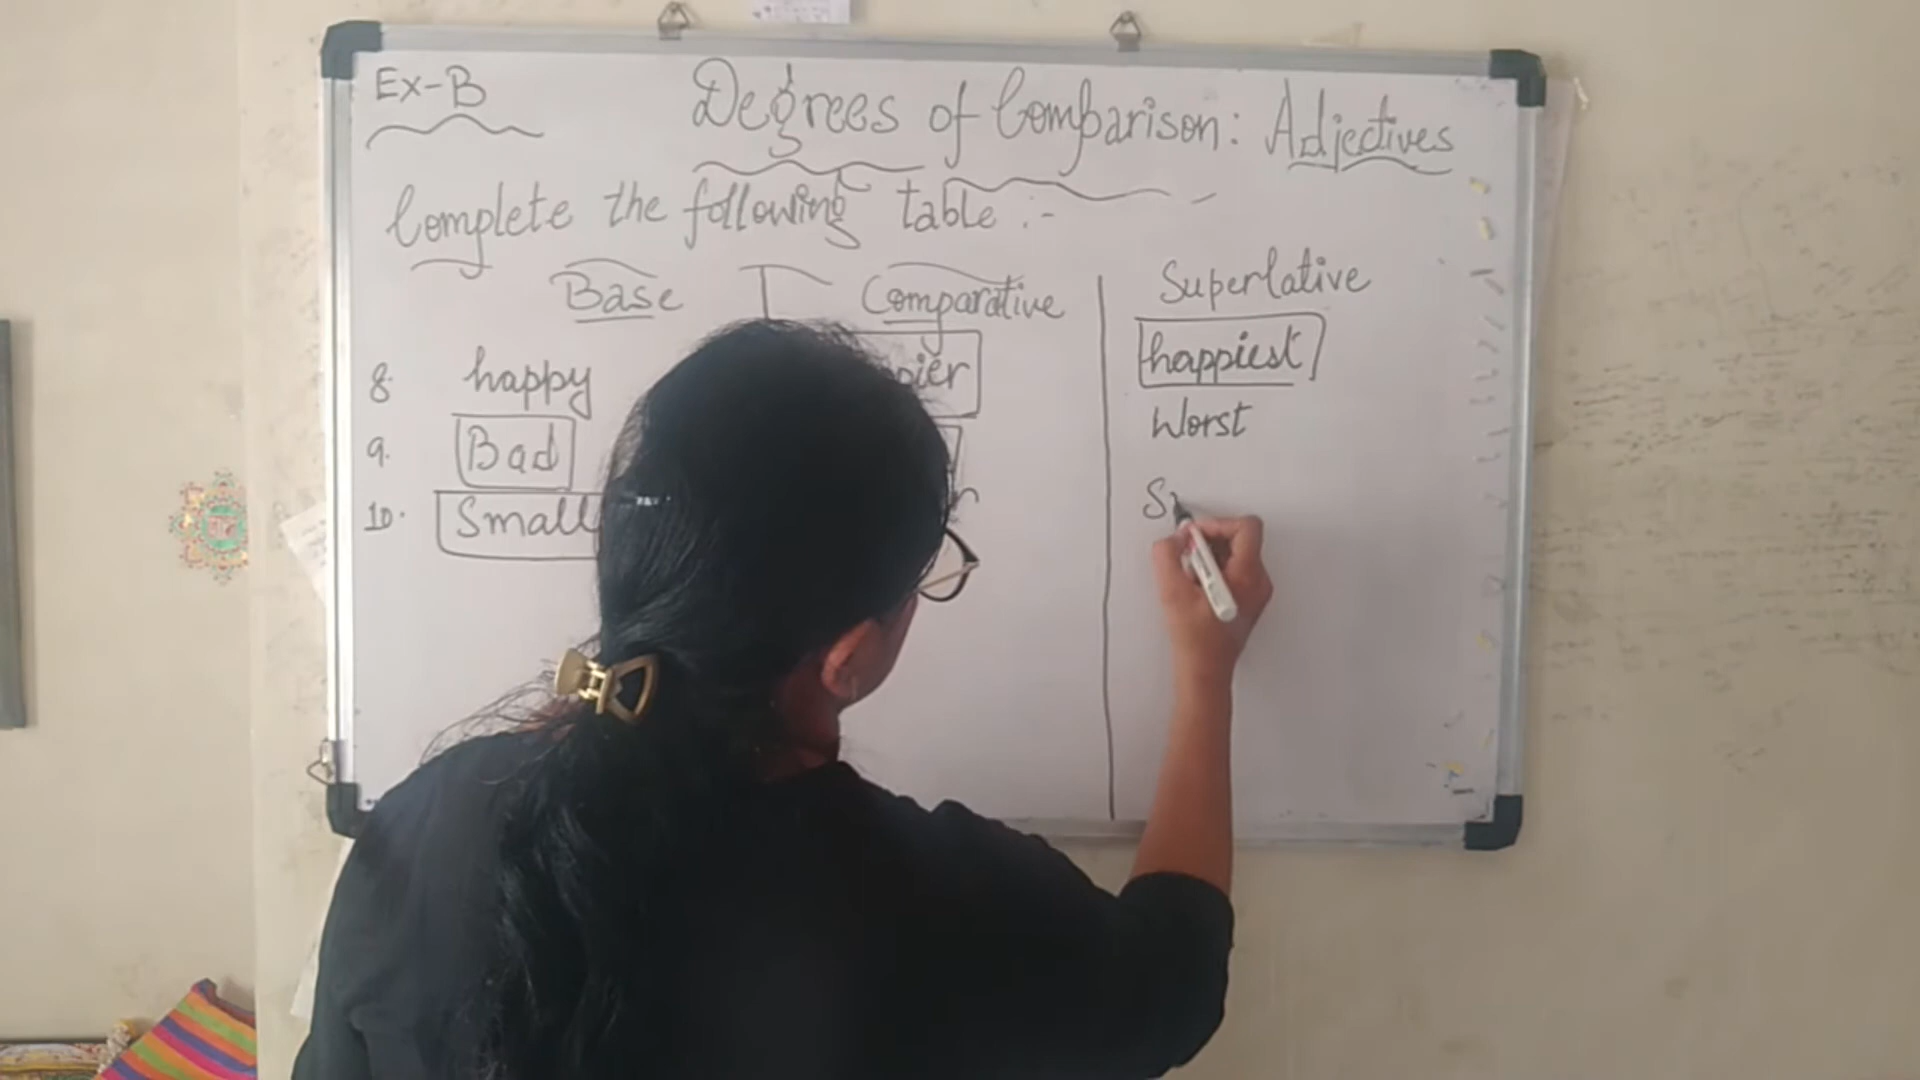 Ex-B Degrees of Comparison: Adjectives
Complete the following table :-
Base Comparative Superlative
8. happy happiest
9. Bad Worst
10. Small